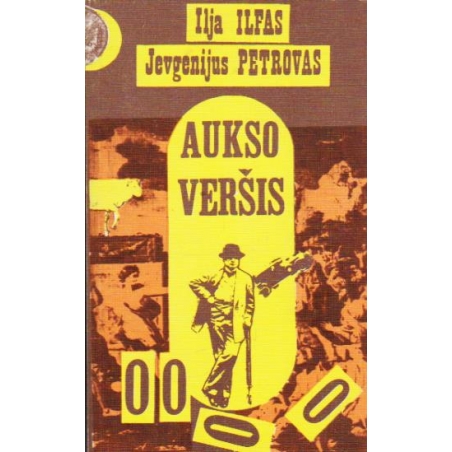 Ilja ILFAS
Jevgenijus PETROVAS
AUKSO
VERŠIS
00
0
0